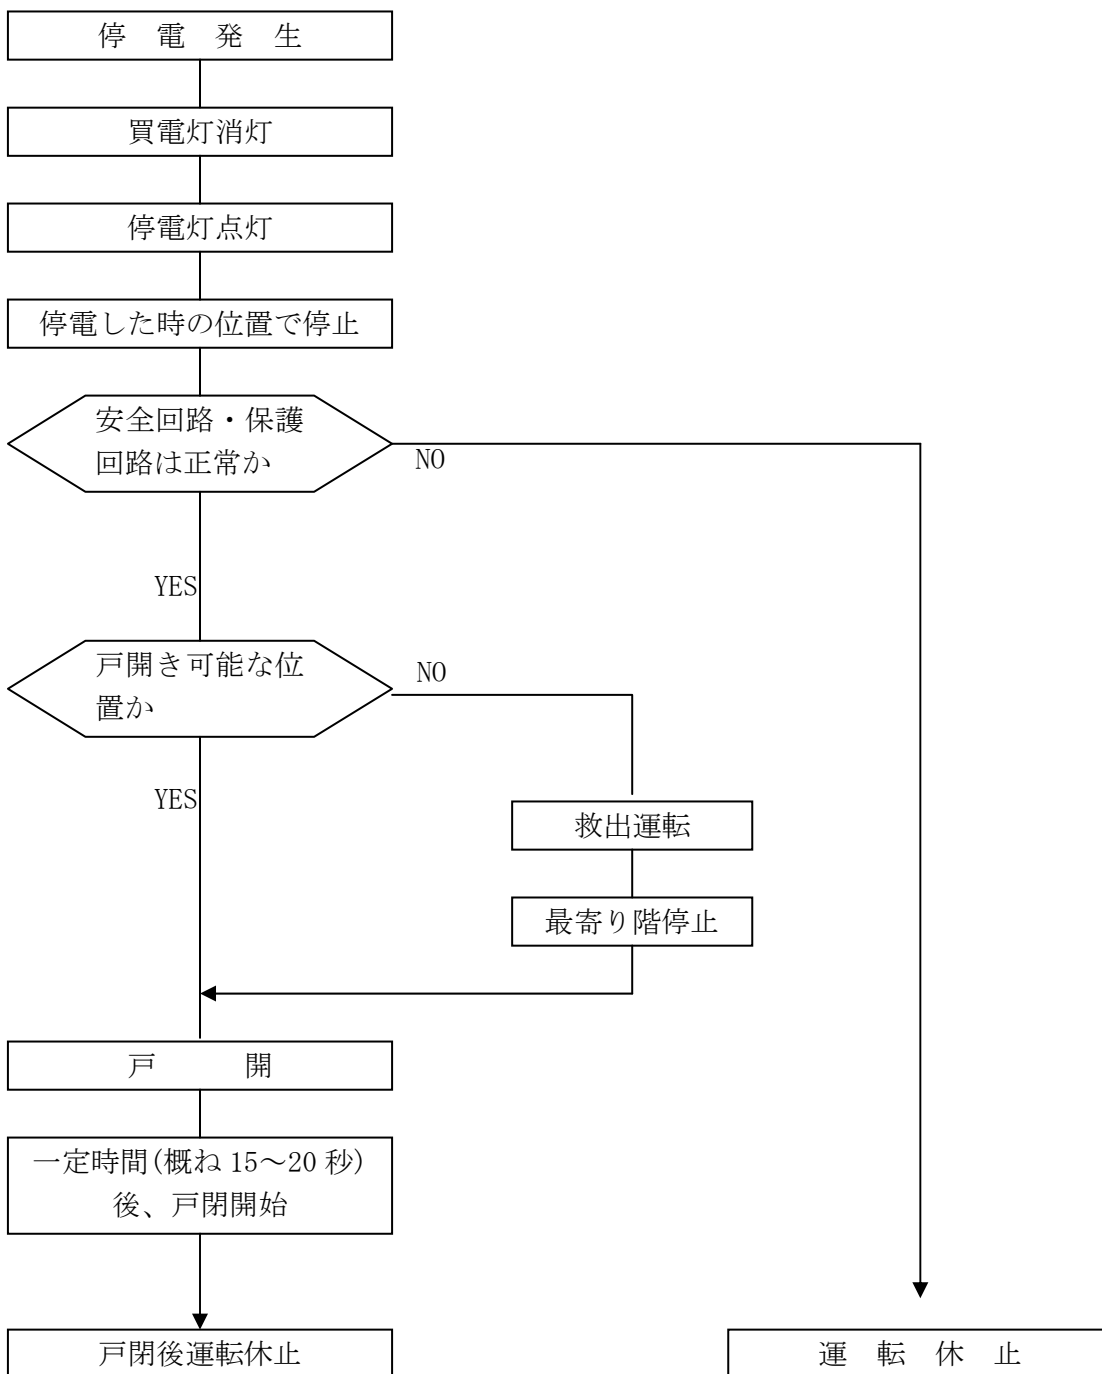 停　電　発　生
買電灯消灯
停電灯点灯
停電した時の位置で停止
安全回路・保護
回路は正常か
NO
YES
戸開き可能な位
置か
NO
YES
救出運転
最寄り階停止
戸　　　開
一定時間(概ね 15～20 秒)
後、戸閉開始
戸閉後運転休止
運　転　休　止